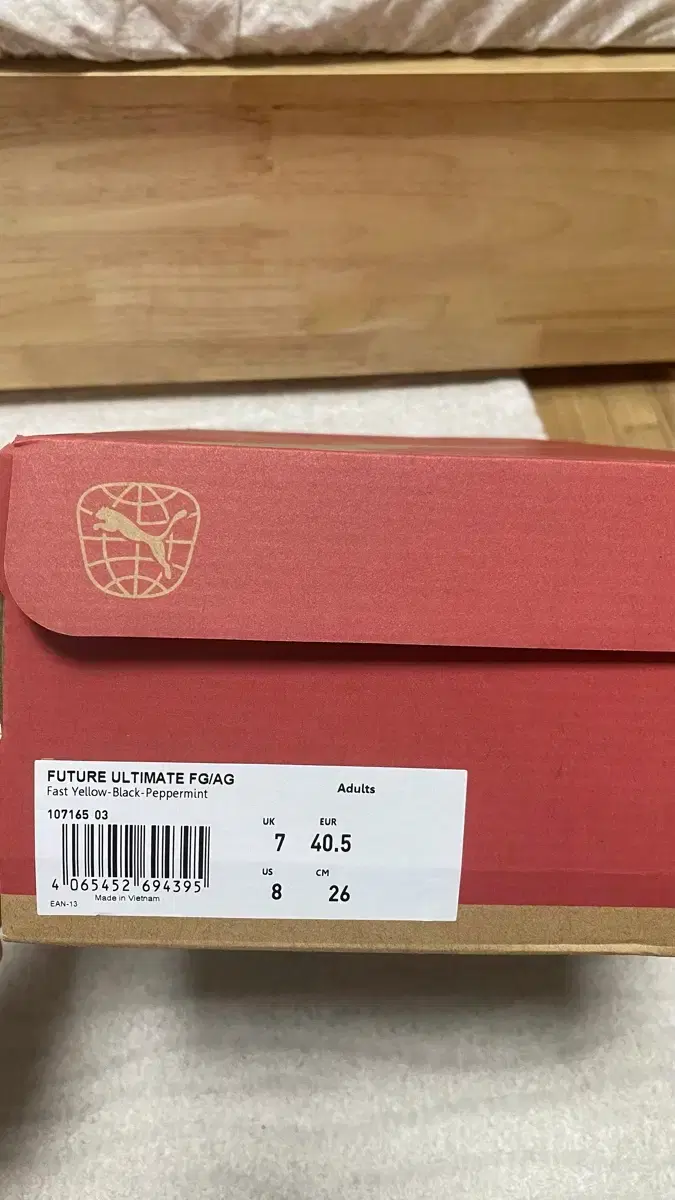 FUTURE ULTIMATE FG/AG
Fast Yellow-Black-Peppermint
Adults
107165 03
4 065452 694395
EAN-13
Made in Vietnam
UK EUR
7 40.5
US CM
8 26